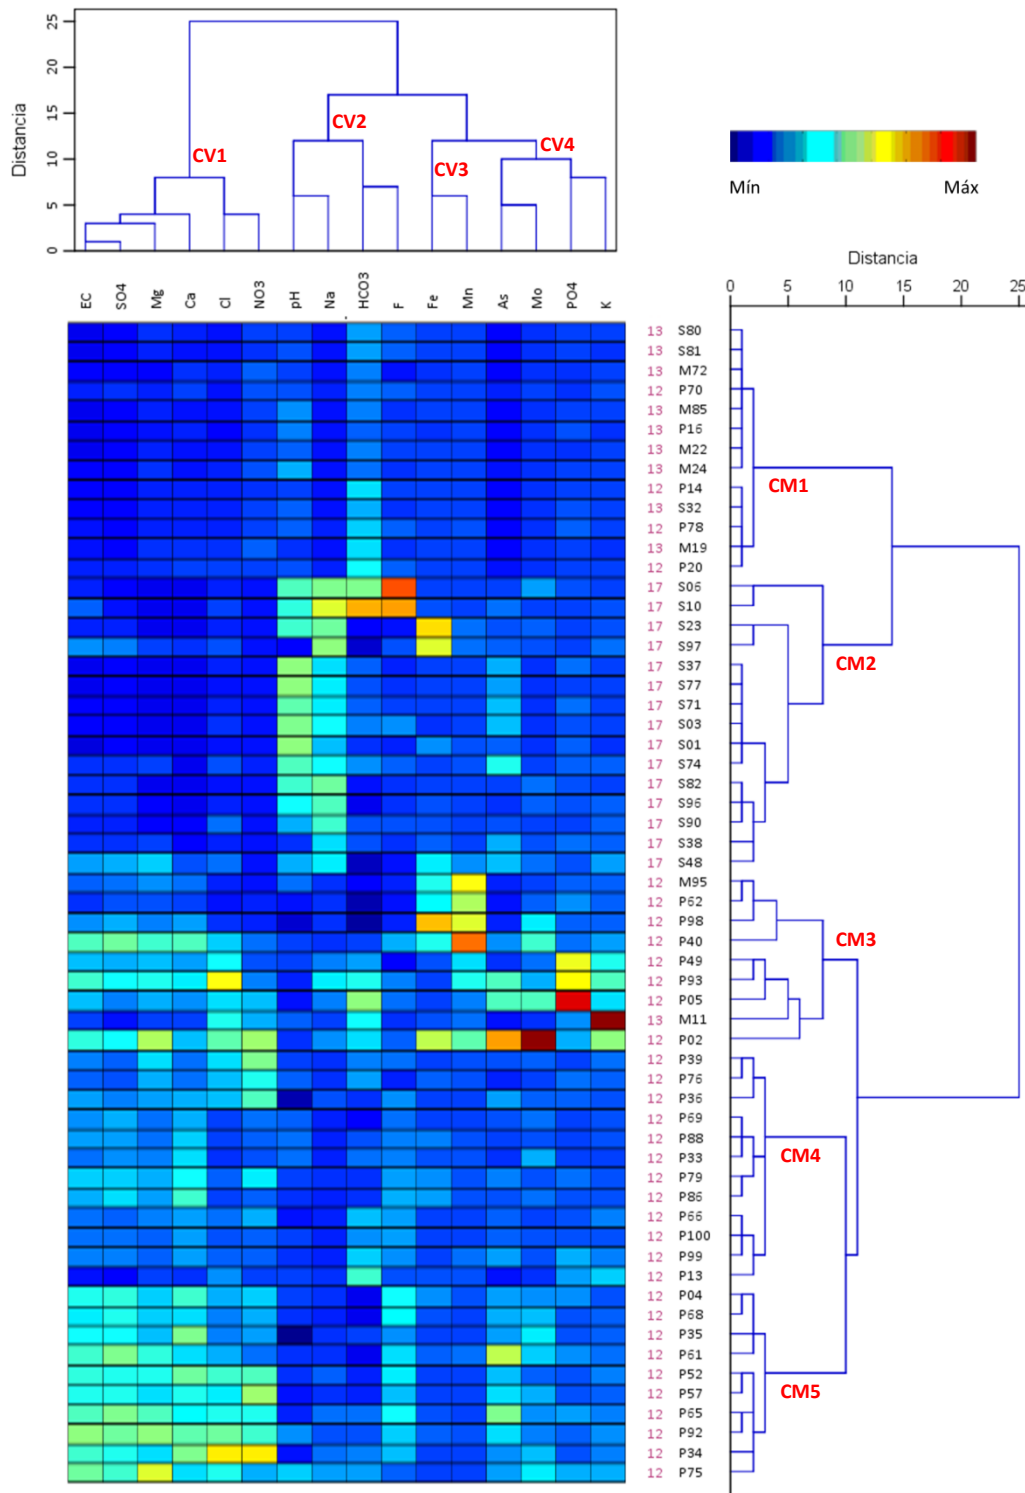 25
20
15
10
5
0
Distancia
CV1
CV2
CV3
CV4
Mín Máx
Distancia
0 5 10 15 20 25
EC SO4 Mg Ca Cl NO3 pH Na HCO3 F Fe Mn As Mo PO4 K
13 S80
13 S81
13 M72
12 P70
13 M85
13 P16
13 M22
13 M24
12 P14
13 S32
12 P78
13 M19
12 P20
17 S06
17 S10
17 S23
17 S97
17 S37
17 S77
17 S71
17 S03
17 S01
17 S74
17 S82
17 S96
17 S90
17 S38
17 S48
12 M95
12 P62
12 P98
12 P40
12 P49
12 P93
12 P05
13 M11
12 P02
12 P39
12 P76
12 P36
12 P69
12 P88
12 P33
12 P79
12 P86
12 P66
12 P100
12 P99
12 P13
12 P04
12 P68
12 P35
12 P61
12 P52
12 P57
12 P65
12 P92
12 P34
12 P75
CM1
CM2
CM3
CM4
CM5